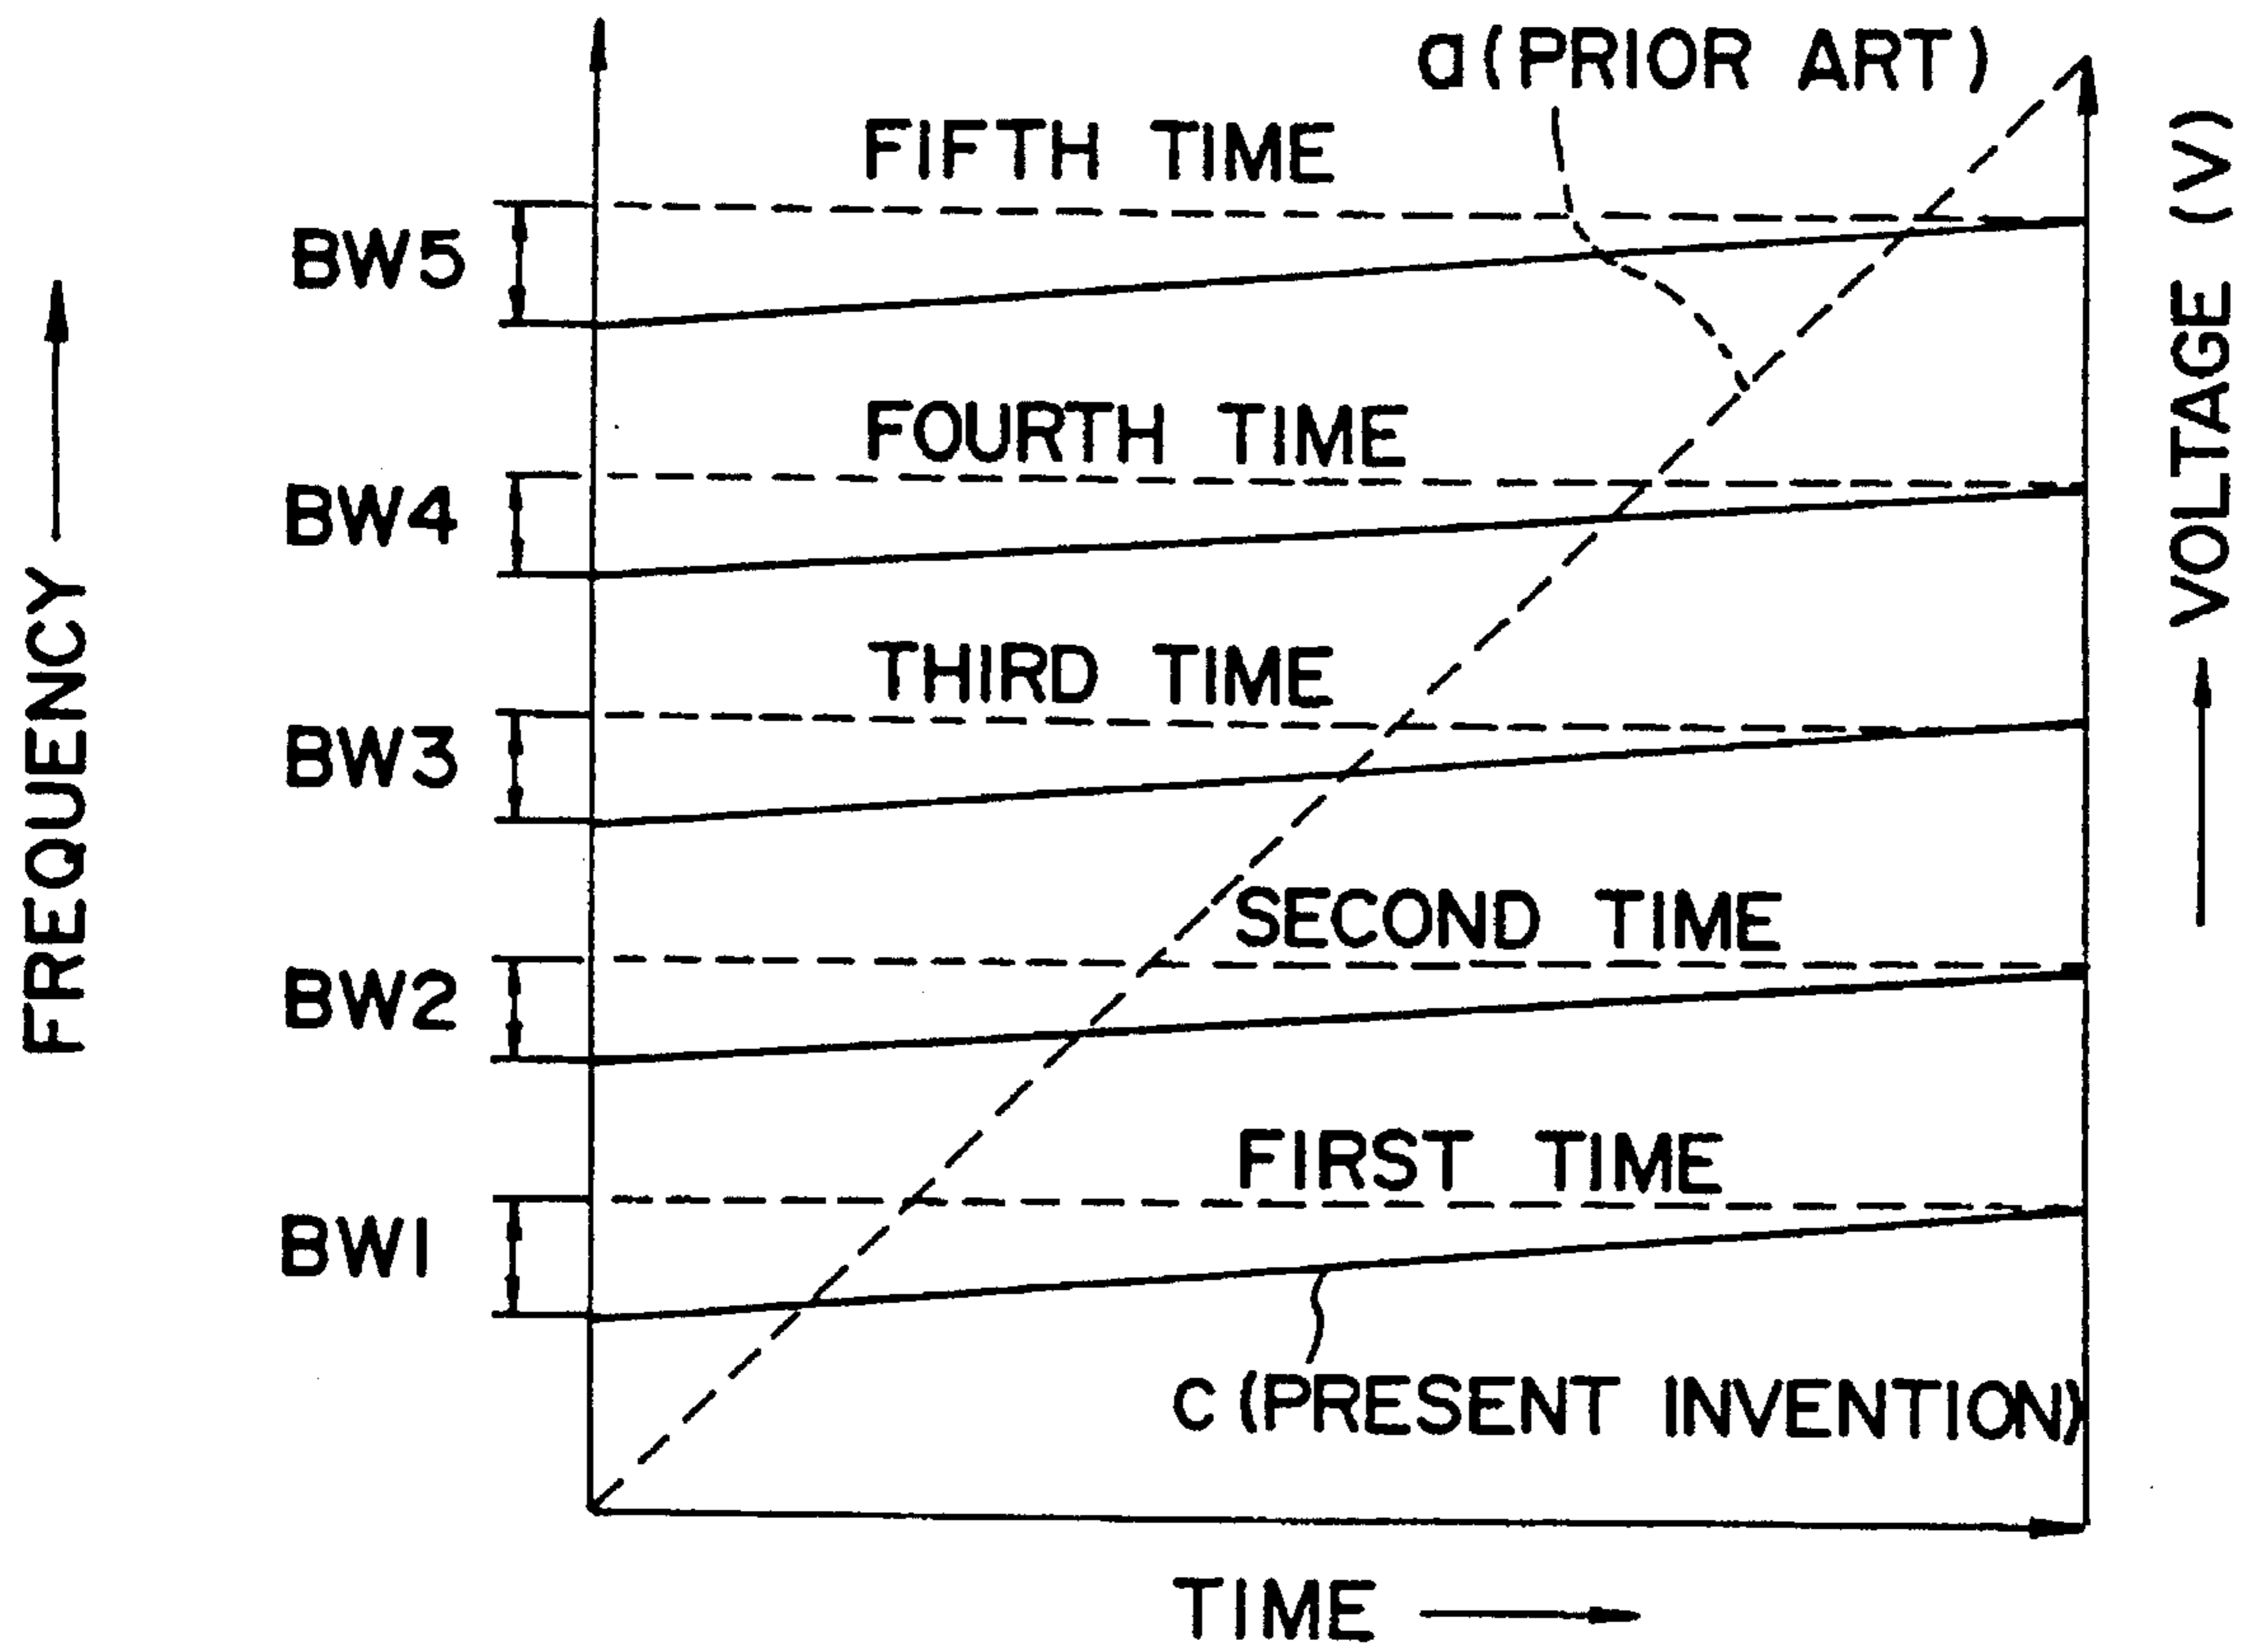 a (PRIOR ART)
FIFTH TIME
BW5
FOURTH TIME
BW4
THIRD TIME
BW3
SECOND TIME
BW2
FIRST TIME
BW1
c (PRESENT INVENTION)
FREQUENCY
VOLTAGE (V)
TIME